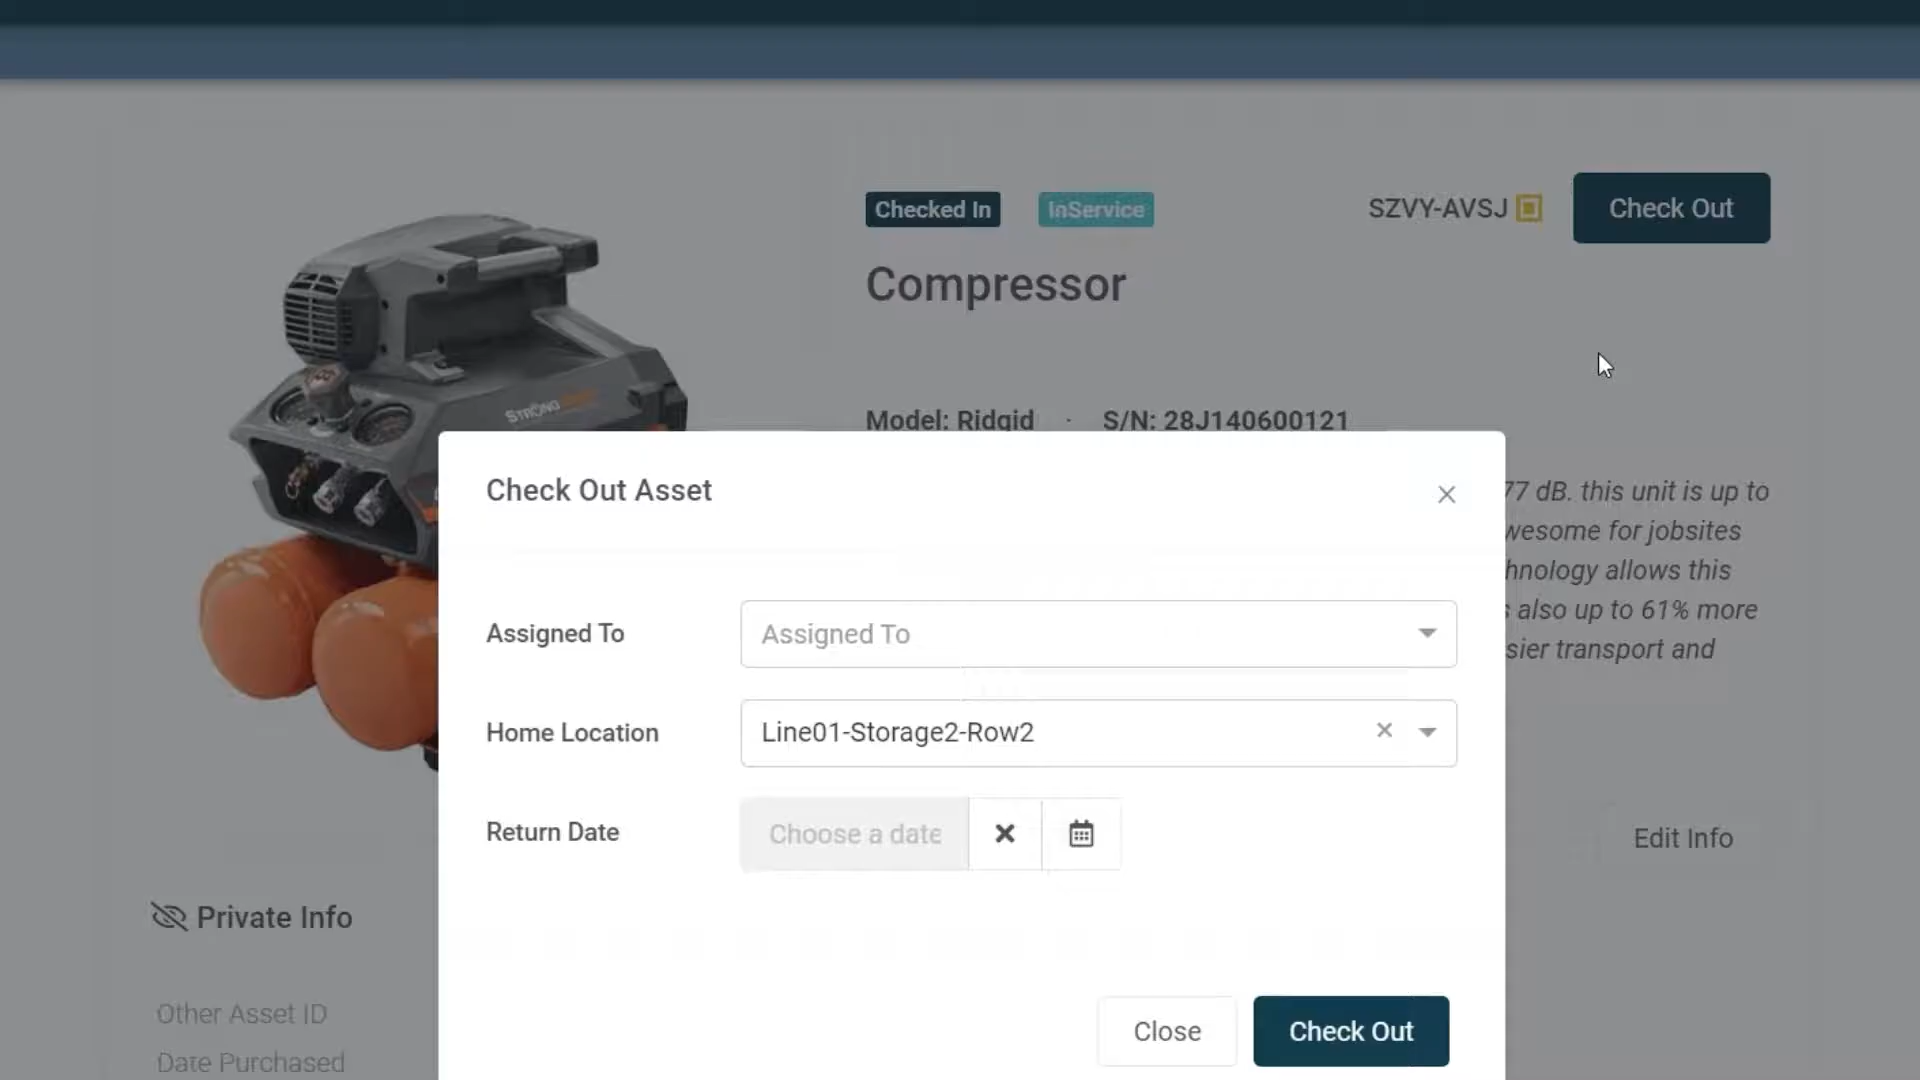 Checked In
InService
SZVY-AVSJ
Check Out
Compressor
STRONG
Model: Ridgid · S/N: 28J140600121
Check Out Asset
77 dB. this unit is up to
wesome for jobsites
hnology allows this
also up to 61% more
sier transport and
Assigned To
Assigned To
Home Location
Line01-Storage2-Row2
Return Date
Choose a date
Edit Info
Private Info
Other Asset ID
Date Purchased
Close
Check Out